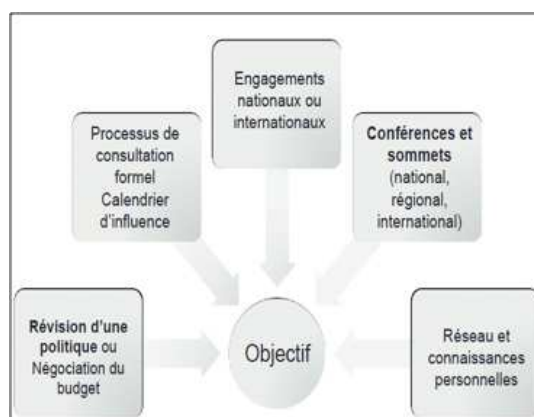 Engagements
nationaux ou
internationaux
Processus de
consultation
formel
Calendrier
d'influence
Conférences et
sommets
(national,
régional,
international)
Révision d'une
politique ou
Négociation du
budget
Objectif
Réseau et
connaissances
personnelles